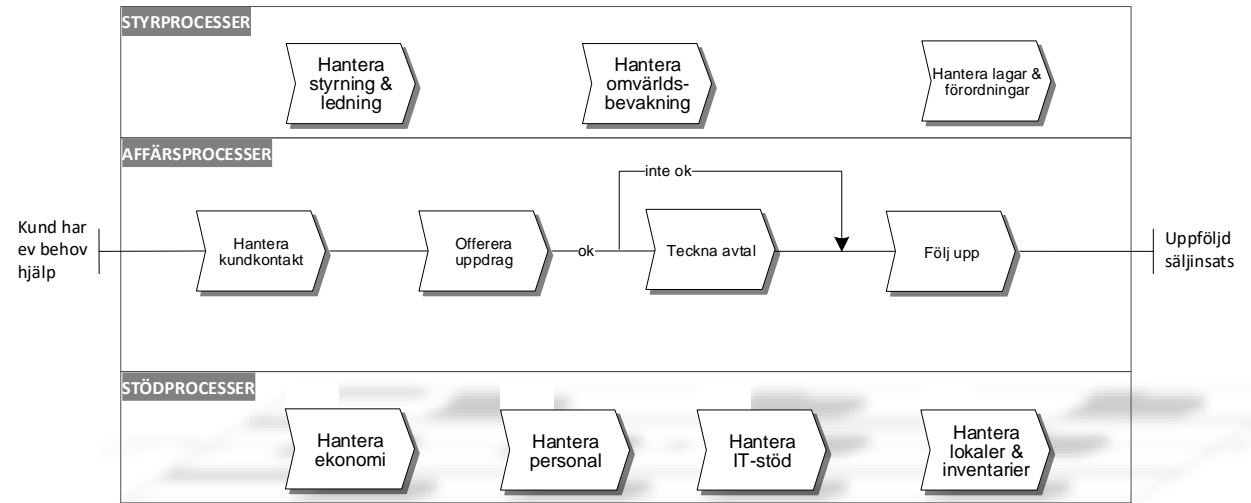 STYRPROCESSER
Hantera
styrning &
ledning
Hantera
omvärlds-
bevakning
Hantera lagar &
förordningar
AFFÄRSPROCESSER
inte ok
Kund har
ev behov
hjälp
Hantera
kundkontakt
Offerera
uppdrag
ok
Teckna avtal
Följ upp
Uppföljd
säljinsats
STÖDPROCESSER
Hantera
ekonomi
Hantera
personal
Hantera
IT-stöd
Hantera
lokaler &
inventarier